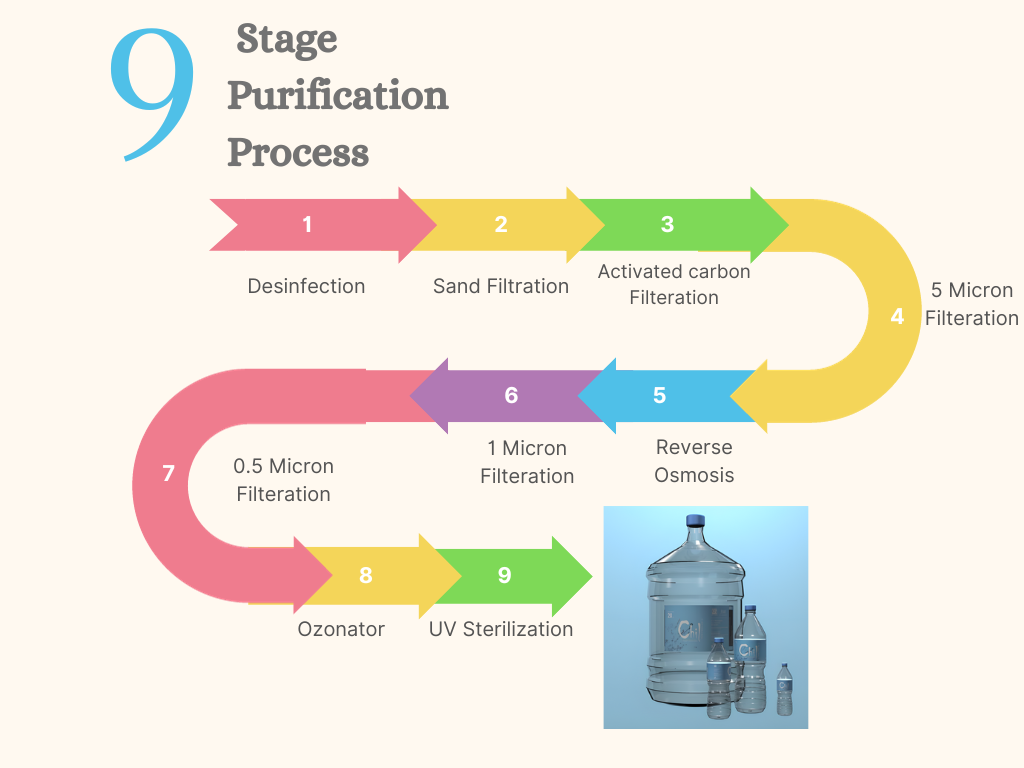 9
Stage
Purification
Process
1
2
3
Desinfection
Sand Filtration
Activated carbon
Filteration
4
5 Micron
Filteration
6
5
1 Micron
Filteration
Reverse
Osmosis
7
0.5 Micron
Filteration
8
9
Ozonator
UV Sterilization